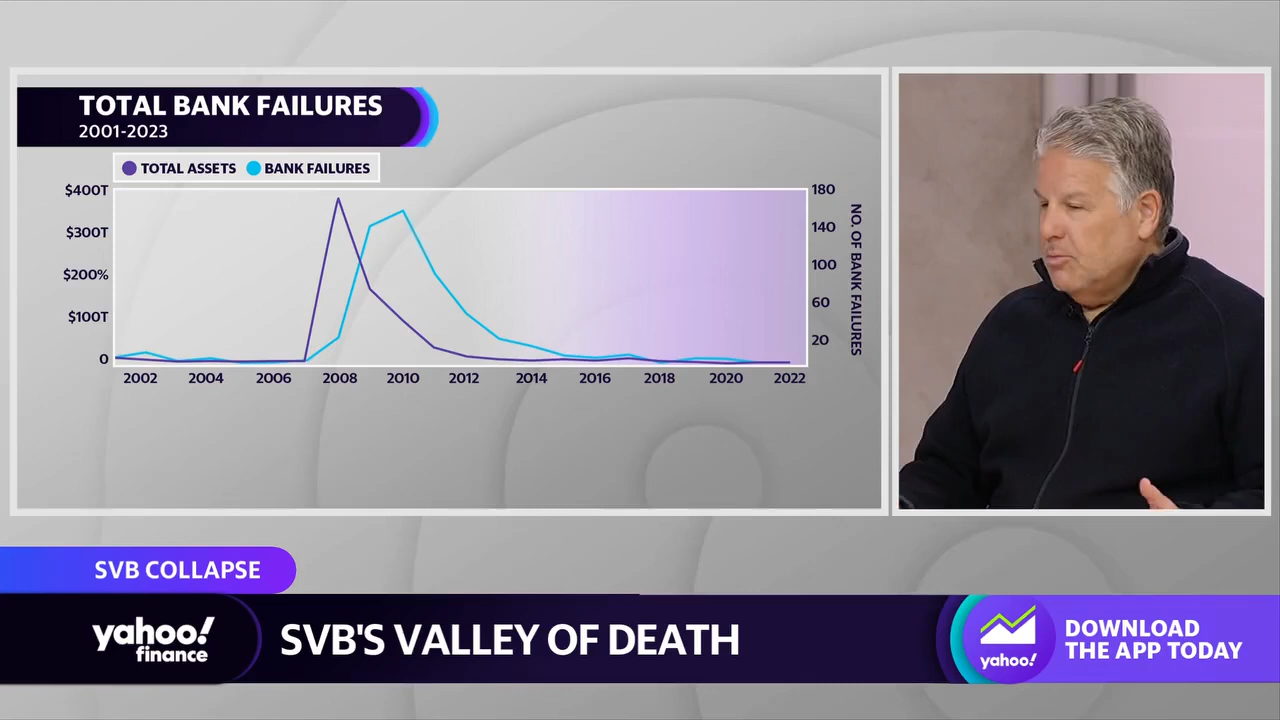 TOTAL BANK FAILURES
2001-2023
TOTAL ASSETS BANK FAILURES
$400T
$300T
$200%
$100T
0
180
140
100
60
20
NO. OF BANK FAILURES
2002 2004 2006 2008 2010 2012 2014 2016 2018 2020 2022
SVB COLLAPSE
yahoo!
finance
SVB'S VALLEY OF DEATH
yahoo!
DOWNLOAD
THE APP TODAY